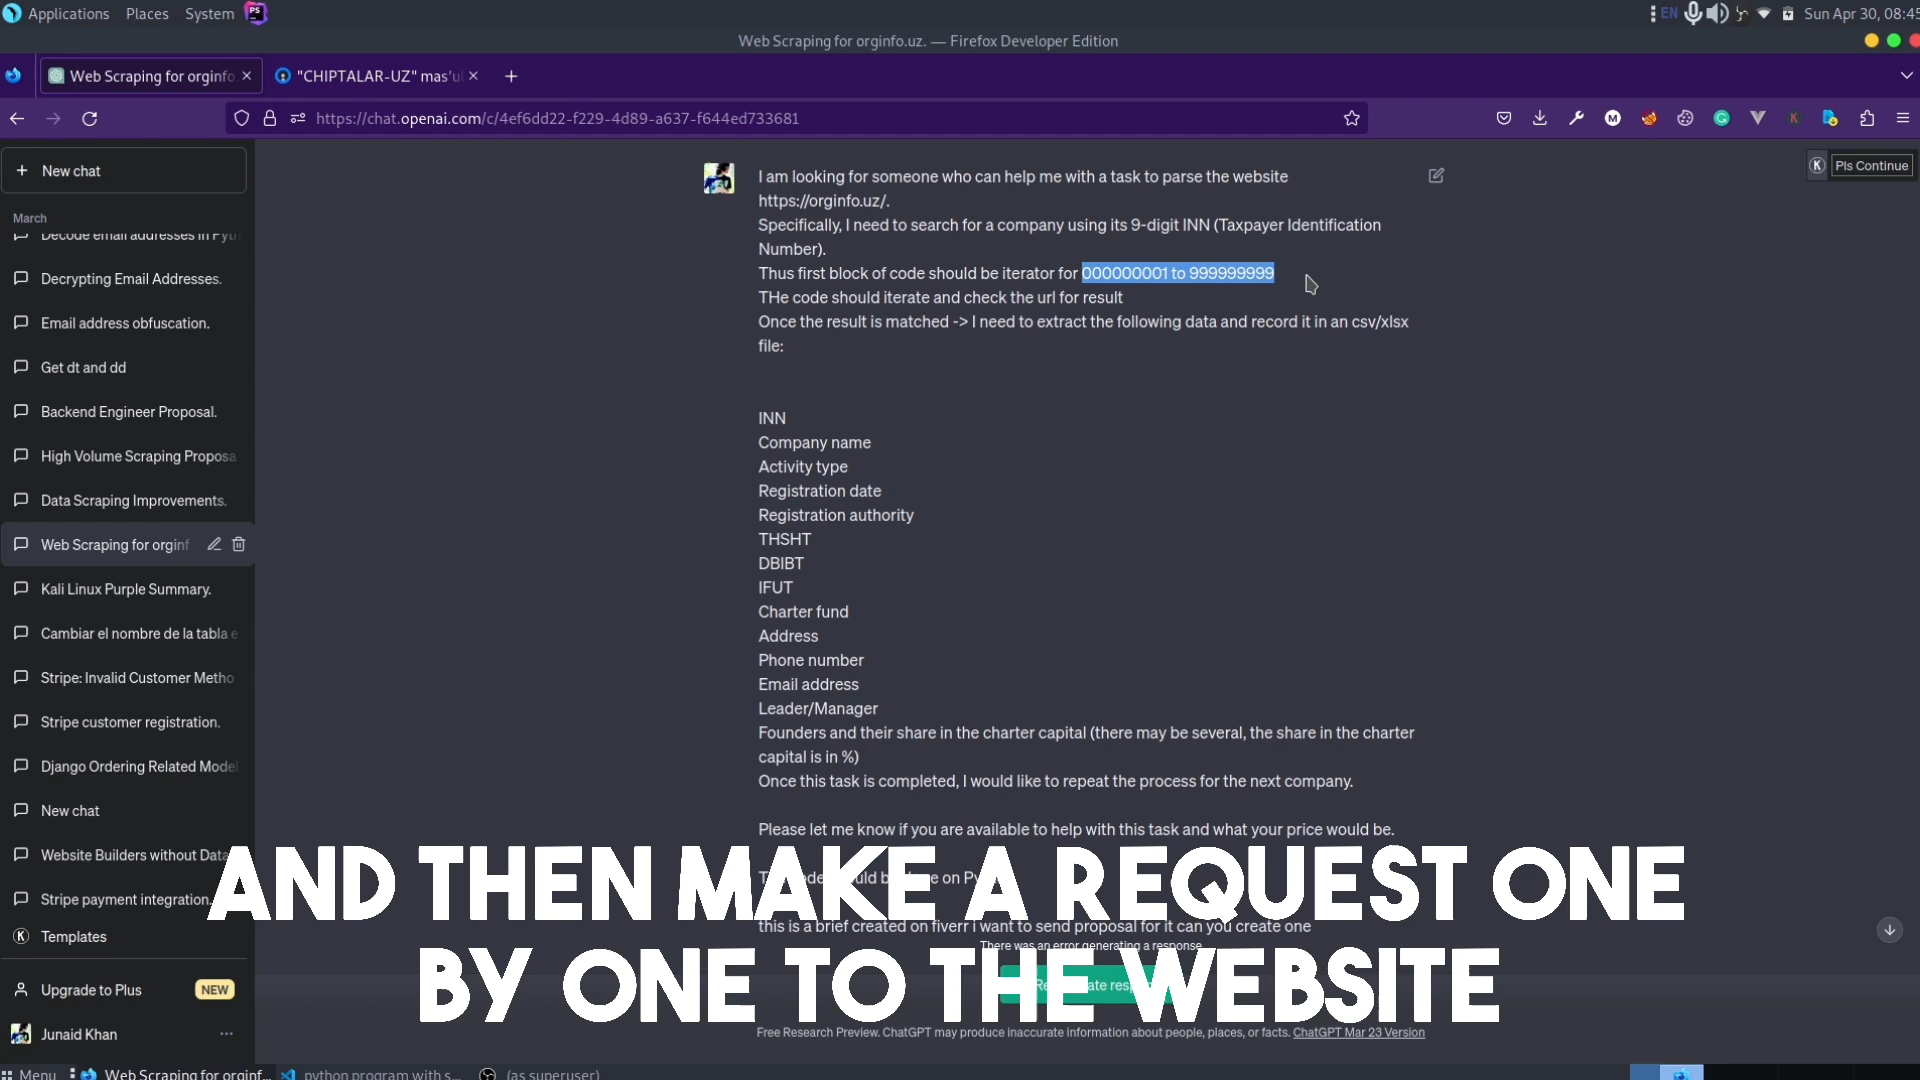 Applications Places System
EN
Sun Apr 30, 08:45
Web Scraping for orginfo.uz. — Firefox Developer Edition
Web Scraping for orginfo
"CHIPTALAR-UZ" mas'ul
https://chat.openai.com/c/4ef6dd22-f229-4d89-a637-f644ed733681
New chat
Pls Continue
March
Decode email addresses in Pyth
Decrypting Email Addresses.
Email address obfuscation.
Get dt and dd
Backend Engineer Proposal.
High Volume Scraping Proposa
Data Scraping Improvements.
Web Scraping for orginf
Kali Linux Purple Summary.
Cambiar el nombre de la tabla e
Stripe: Invalid Customer Metho
Stripe customer registration.
Django Ordering Related Model
New chat
Website Builders without Data
Stripe payment integration.
Templates
Upgrade to Plus NEW
Junaid Khan
I am looking for someone who can help me with a task to parse the website
https://orginfo.uz/.
Specifically, I need to search for a company using its 9-digit INN (Taxpayer Identification
Number).
Thus first block of code should be iterator for 000000001 to 999999999
THe code should iterate and check the url for result
Once the result is matched -> I need to extract the following data and record it in an csv/xlsx
file:
INN
Company name
Activity type
Registration date
Registration authority
THSHT
DBIBT
IFUT
Charter fund
Address
Phone number
Email address
Leader/Manager
Founders and their share in the charter capital (there may be several, the share in the charter
capital is in %)
Once this task is completed, I would like to repeat the process for the next company.
Please let me know if you are available to help with this task and what your price would be.
this is a brief created on fiverr i want to send proposal for it can you create one
There was an error generating a response
AND THEN MAKE A REQUEST ONE
BY ONE TO THE WEBSITE
Free Research Preview. ChatGPT may produce inaccurate information about people, places, or facts. ChatGPT Mar 23 Version
Menu
Web Scraping for orginf...
python program with s...
(as superuser)